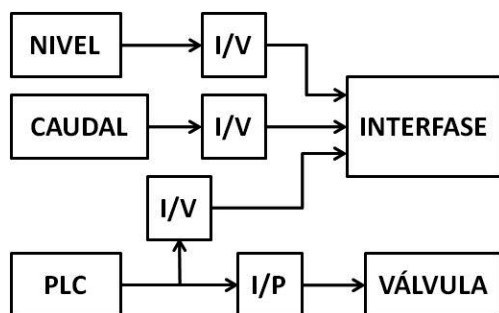 NIVEL
I/V
CAUDAL
I/V
INTERFASE
I/V
PLC
I/P
VÁLVULA